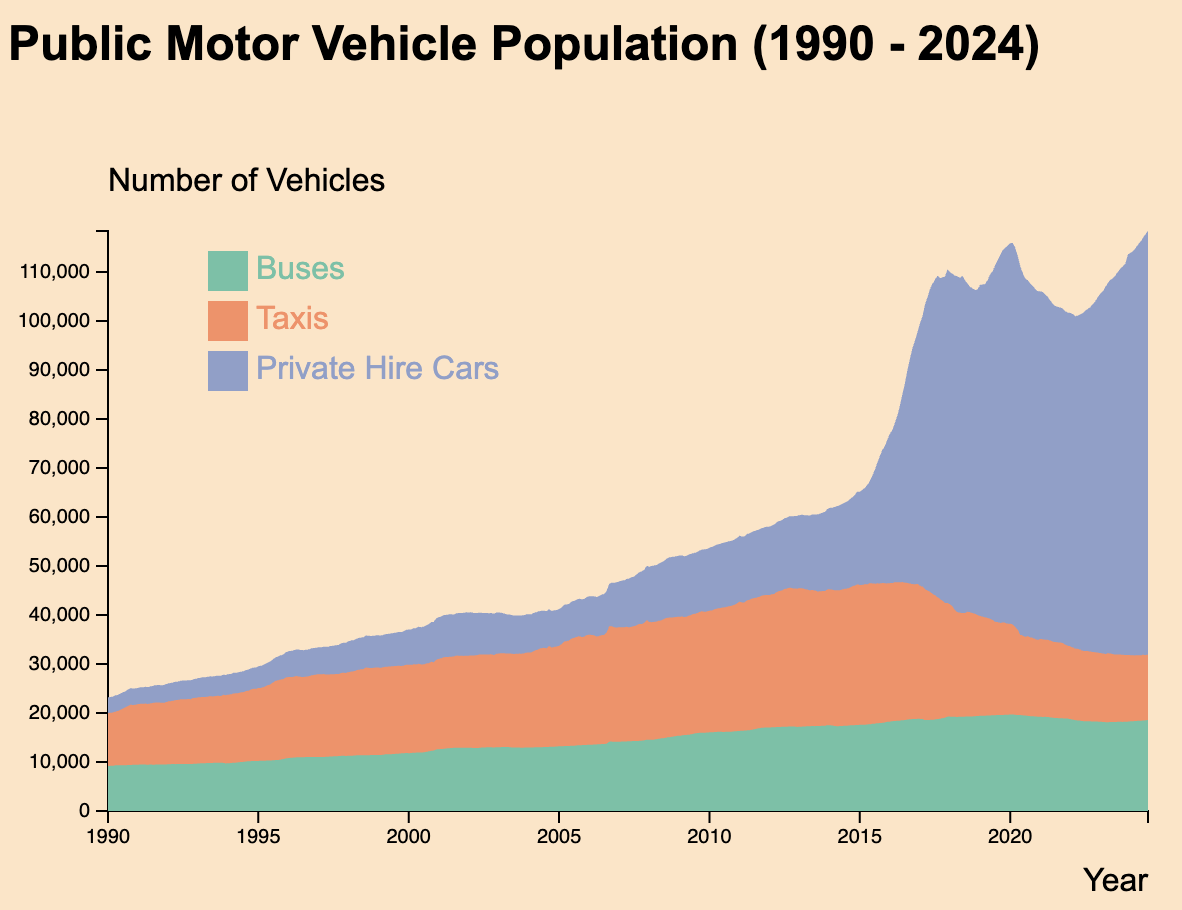 Public Motor Vehicle Population (1990 - 2024)
Number of Vehicles
Buses
Taxis
Private Hire Cars
110,000
100,000
90,000
80,000
70,000
60,000
50,000
40,000
30,000
20,000
10,000
0
1990 1995 2000 2005 2010 2015 2020
Year